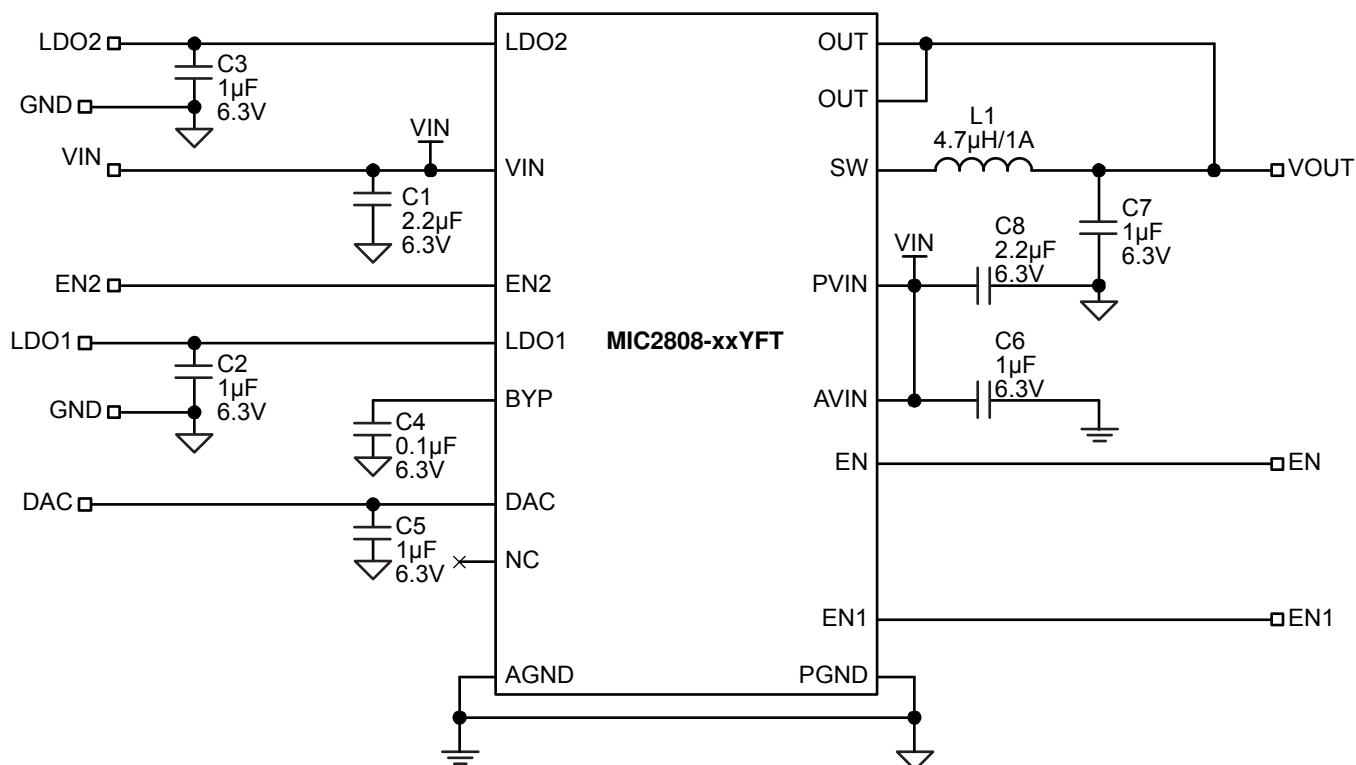 LDO2
C3
1µF
6.3V
GND
VIN
VIN
C1
2.2µF
6.3V
EN2
LDO1
C2
1µF
6.3V
GND
C4
0.1µF
6.3V
DAC
C5
1µF
6.3V
LDO2
VIN
EN2
LDO1
BYP
DAC
NC
AGND
MIC2808-xxYFT
OUT
OUT
SW
PVIN
AVIN
EN
EN1
PGND
L1
4.7µH/1A
VOUT
C7
1µF
6.3V
VIN
C8
2.2µF
6.3V
C6
1µF
6.3V
EN
EN1